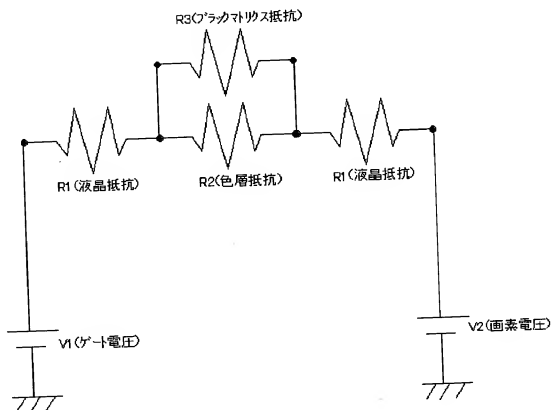 R3(ブラックマトリクス抵抗)
R1(液晶抵抗)
R2(色層抵抗)
R1(液晶抵抗)
V1(ゲート電圧)
V2(画素電圧)